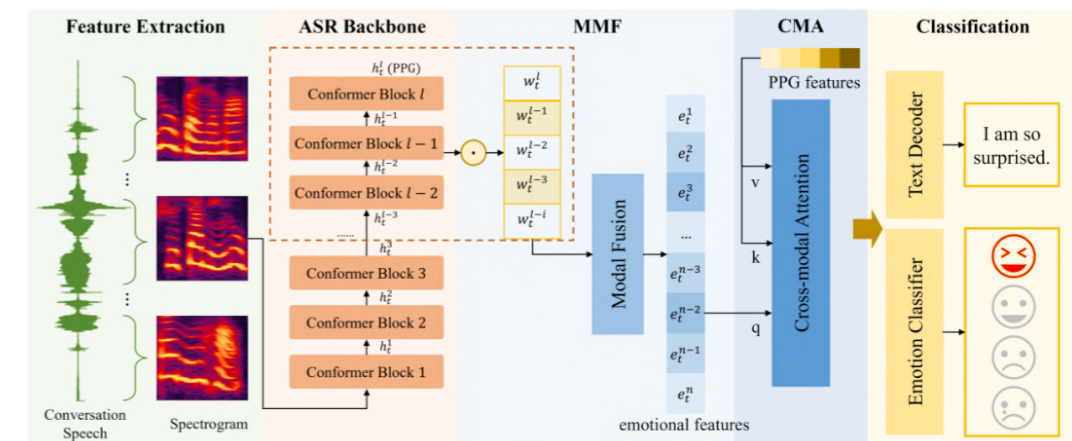 Feature Extraction
ASR Backbone
MMF
CMA
Classification
⋮
⋮
Conversation
Speech
Spectrogram
h_t^l (PPG)
Conformer Block l
h_t^{l-1}
Conformer Block l − 1
h_t^{l-2}
Conformer Block l − 2
h_t^{l-3}
......
h_t^3
Conformer Block 3
h_t^2
Conformer Block 2
h_t^1
Conformer Block 1
w_t^l
w_t^{l-1}
w_t^{l-2}
w_t^{l-3}
w_t^{l-i}
Modal Fusion
e_t^1
e_t^2
e_t^3
...
e_t^{n-3}
e_t^{n-2}
e_t^{n-1}
e_t^n
emotional features
PPG features
v
k
q
Cross-modal Attention
Text Decoder
I am so
surprised.
Emotion Classifier